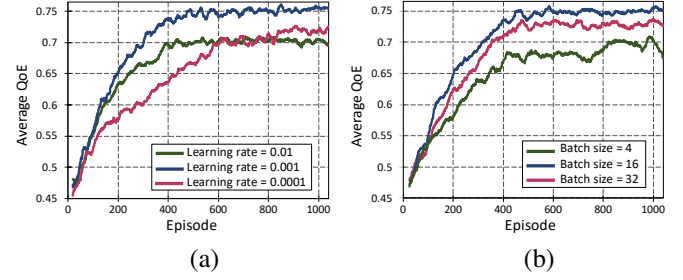 Average QoE
0.75
0.7
0.65
0.6
0.55
0.5
0.45
0 200 400 600 800 1000
Episode
Learning rate = 0.01
Learning rate = 0.001
Learning rate = 0.0001
(a)
Average QoE
0.75
0.7
0.65
0.6
0.55
0.5
0.45
0 200 400 600 800 1000
Episode
Batch size = 4
Batch size = 16
Batch size = 32
(b)